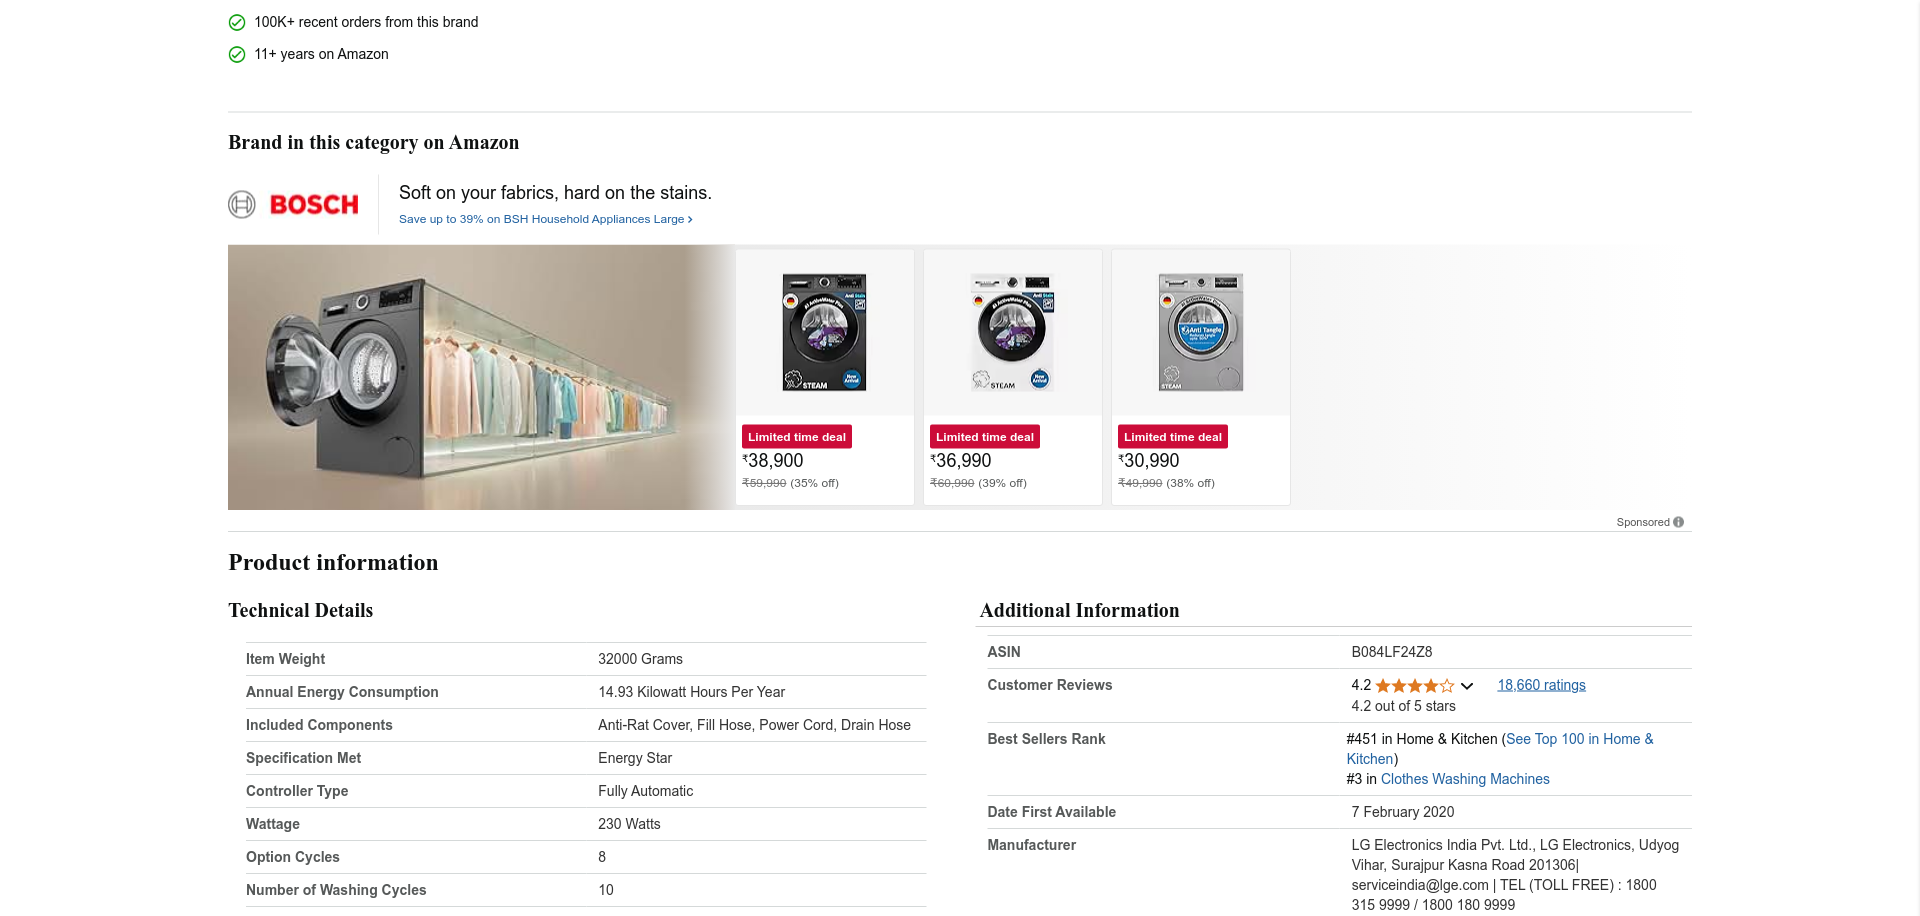 100K+ recent orders from this brand
11+ years on Amazon
Brand in this category on Amazon
BOSCH
Soft on your fabrics, hard on the stains.
Save up to 39% on BSH Household Appliances Large ›
STEAM
New Arrival
STEAM
New Arrival
Anti Tangle
STEAM
Limited time deal
₹38,900
₹59,990 (35% off)
Limited time deal
₹36,990
₹60,990 (39% off)
Limited time deal
₹30,990
₹49,990 (38% off)
Sponsored
Product information
Technical Details
Item Weight 32000 Grams
Annual Energy Consumption 14.93 Kilowatt Hours Per Year
Included Components Anti-Rat Cover, Fill Hose, Power Cord, Drain Hose
Specification Met Energy Star
Controller Type Fully Automatic
Wattage 230 Watts
Option Cycles 8
Number of Washing Cycles 10
Additional Information
ASIN B084LF24Z8
Customer Reviews 4.2 18,660 ratings
4.2 out of 5 stars
Best Sellers Rank #451 in Home & Kitchen (See Top 100 in Home &
Kitchen)
#3 in Clothes Washing Machines
Date First Available 7 February 2020
Manufacturer LG Electronics India Pvt. Ltd., LG Electronics, Udyog
Vihar, Surajpur Kasna Road 201306|
serviceindia@lge.com | TEL (TOLL FREE) : 1800
315 9999 / 1800 180 9999